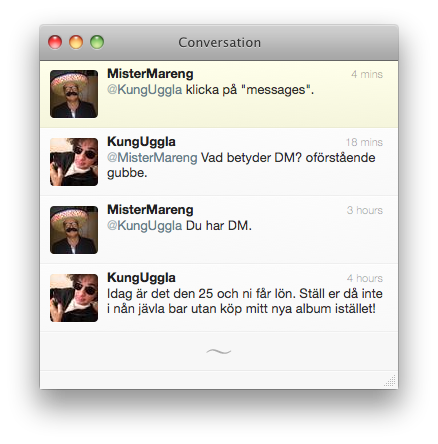 Conversation
MisterMareng 4 mins
@KungUggla klicka på "messages".
KungUggla 18 mins
@MisterMareng Vad betyder DM? oförstående
gubbe.
MisterMareng 3 hours
@KungUggla Du har DM.
KungUggla 4 hours
Idag är det den 25 och ni får lön. Ställ er då inte
i nån jävla bar utan köp mitt nya album istället!